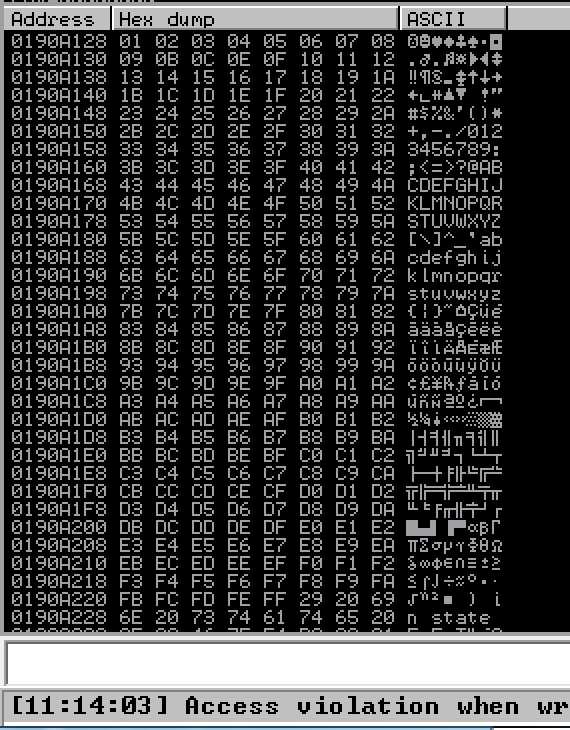 Address Hex dump ASCII
0190A128 01 02 03 04 05 06 07 08 ☺☻♥♦♣♠•◘
0190A130 09 0B 0C 0E 0F 10 11 12 .♂.♫☼►◄↕
0190A138 13 14 15 16 17 18 19 1A ‼¶§▬↨↑↓→
0190A140 1B 1C 1D 1E 1F 20 21 22 ←∟↔▲▼ !"
0190A148 23 24 25 26 27 28 29 2A #$%&'()*
0190A150 2B 2C 2D 2E 2F 30 31 32 +,-./012
0190A158 33 34 35 36 37 38 39 3A 3456789:
0190A160 3B 3C 3D 3E 3F 40 41 42 ;<=>?@AB
0190A168 43 44 45 46 47 48 49 4A CDEFGHIJ
0190A170 4B 4C 4D 4E 4F 50 51 52 KLMNOPQR
0190A178 53 54 55 56 57 58 59 5A STUVWXYZ
0190A180 5B 5C 5D 5E 5F 60 61 62 [\]^_`ab
0190A188 63 64 65 66 67 68 69 6A cdefghij
0190A190 6B 6C 6D 6E 6F 70 71 72 klmnopqr
0190A198 73 74 75 76 77 78 79 7A stuvwxyz
0190A1A0 7B 7C 7D 7E 7F 80 81 82 {|}~⌂Çüé
0190A1A8 83 84 85 86 87 88 89 8A âäàåçêëè
0190A1B0 8B 8C 8D 8E 8F 90 91 92 ïîìÄÅÉæÆ
0190A1B8 93 94 95 96 97 98 99 9A ôöòûùÿÖÜ
0190A1C0 9B 9C 9D 9E 9F A0 A1 A2 ¢£¥₧ƒáíó
0190A1C8 A3 A4 A5 A6 A7 A8 A9 AA úñÑªº¿⌐¬
0190A1D0 AB AC AD AE AF B0 B1 B2 ½¼¡«»░▒▓
0190A1D8 B3 B4 B5 B6 B7 B8 B9 BA │┤╡╢╖╕╣║
0190A1E0 BB BC BD BE BF C0 C1 C2 ╗╝╜╛┐└┴┬
0190A1E8 C3 C4 C5 C6 C7 C8 C9 CA ├─┼╞╟╚╔╩
0190A1F0 CB CC CD CE CF D0 D1 D2 ╦╠═╬╧╨╤╥
0190A1F8 D3 D4 D5 D6 D7 D8 D9 DA ╙╘╒╓╫╪┘┌
0190A200 DB DC DD DE DF E0 E1 E2 █▄▌▐▀αßΓ
0190A208 E3 E4 E5 E6 E7 E8 E9 EA πΣσµτΦΘΩ
0190A210 EB EC ED EE EF F0 F1 F2 δ∞φε∩≡±≥
0190A218 F3 F4 F5 F6 F7 F8 F9 FA ≤⌠⌡÷≈°∙·
0190A220 FB FC FD FE FF 29 20 69 √ⁿ²■ ) i
0190A228 6E 20 73 74 61 74 65 20 n state
[11:14:03] Access violation when wr